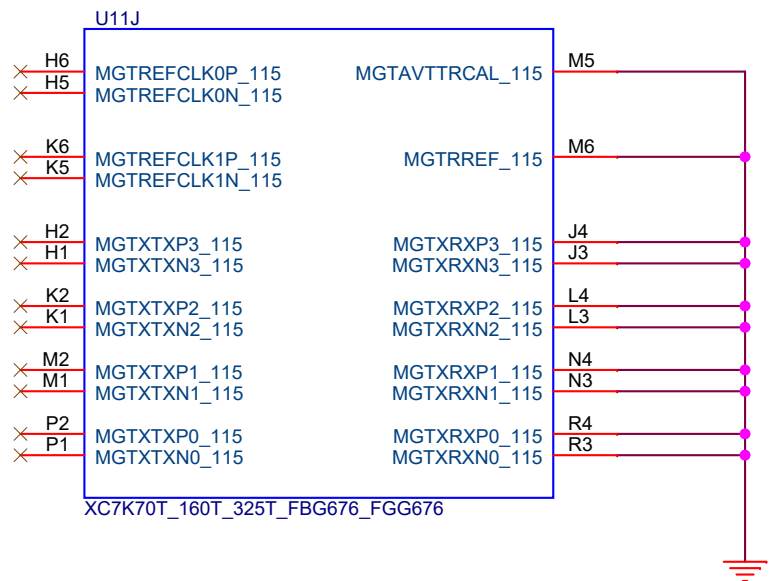 U11J
H6 MGTREFCLK0P_115 MGTAVTTRCAL_115 M5
H5 MGTREFCLK0N_115
K6 MGTREFCLK1P_115 MGTRREF_115 M6
K5 MGTREFCLK1N_115
H2 MGTXTXP3_115 MGTXRXP3_115 J4
H1 MGTXTXN3_115 MGTXRXN3_115 J3
K2 MGTXTXP2_115 MGTXRXP2_115 L4
K1 MGTXTXN2_115 MGTXRXN2_115 L3
M2 MGTXTXP1_115 MGTXRXP1_115 N4
M1 MGTXTXN1_115 MGTXRXN1_115 N3
P2 MGTXTXP0_115 MGTXRXP0_115 R4
P1 MGTXTXN0_115 MGTXRXN0_115 R3
XC7K70T_160T_325T_FBG676_FGG676